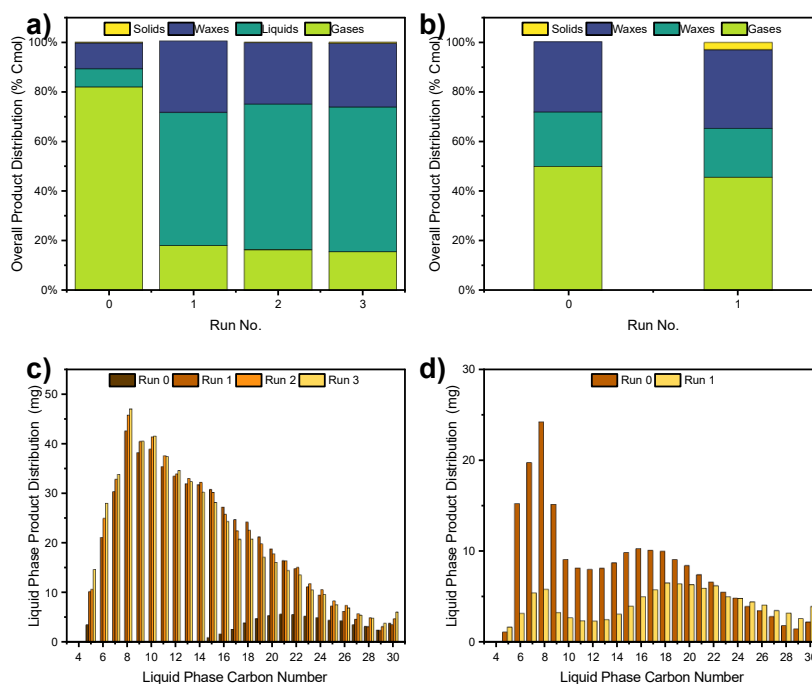 a)
Solids Waxes Liquids Gases
Overall Product Distribution (% Cmol)
100%
80%
60%
40%
20%
0%
0 1 2 3
Run No.
b)
Solids Waxes Waxes Gases
Overall Product Distribution (% Cmol)
100%
80%
60%
40%
20%
0%
0 1
Run No.
c)
Run 0 Run 1 Run 2 Run 3
Liquid Phase Product Distribution (mg)
50
40
30
20
10
0
4 6 8 10 12 14 16 18 20 22 24 26 28 30
Liquid Phase Carbon Number
d)
Run 0 Run 1
Liquid Phase Product Distribution (mg)
30
20
10
0
4 6 8 10 12 14 16 18 20 22 24 26 28 30
Liquid Phase Carbon Number